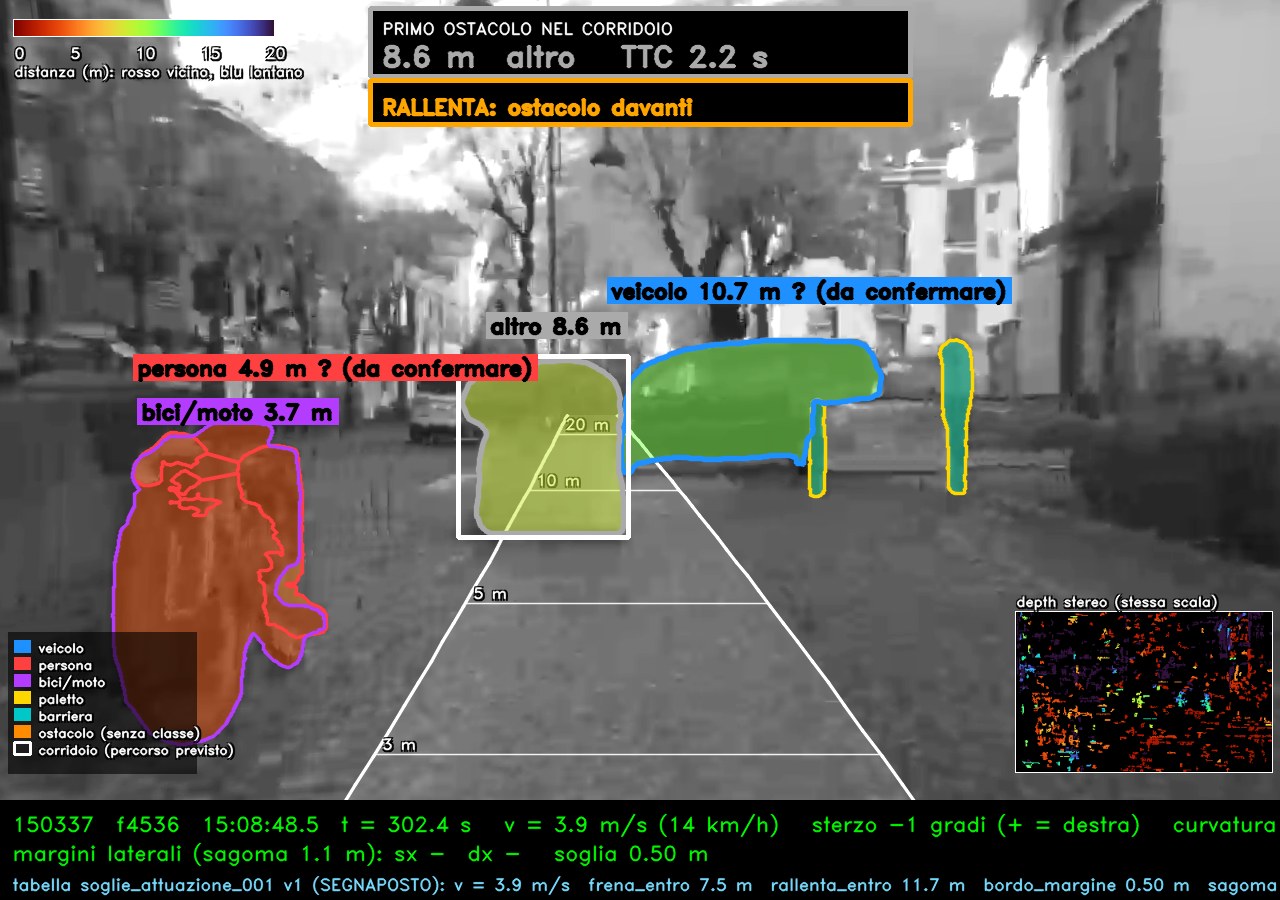 PRIMO OSTACOLO NEL CORRIDOIO
8.6 m altro TTC 2.2 s
RALLENTA: ostacolo davanti
0 5 10 15 20
distanza (m): rosso vicino, blu lontano
veicolo 10.7 m ? (da confermare)
altro 8.6 m
persona 4.9 m ? (da confermare)
bici/moto 3.7 m
20 m
10 m
5 m
3 m
depth stereo (stessa scala)
veicolo
persona
bici/moto
paletto
barriera
ostacolo (senza classe)
corridoio (percorso previsto)
150337 f4536 15:08:48.5 t = 302.4 s v = 3.9 m/s (14 km/h) sterzo -1 gradi (+ = destra) curvatura
margini laterali (sagoma 1.1 m): sx - dx - soglia 0.50 m
tabella soglie_attuazione_001 v1 (SEGNAPOSTO): v = 3.9 m/s frena_entro 7.5 m rallenta_entro 11.7 m bordo_margine 0.50 m sagoma